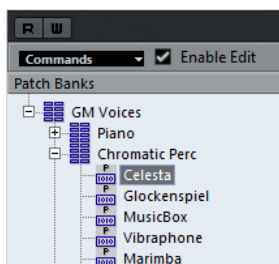 R W
Commands Enable Edit
Patch Banks
GM Voices
Piano
Chromatic Perc
P
Celesta
P
Glockenspiel
P
MusicBox
P
Vibraphone
P
Marimba